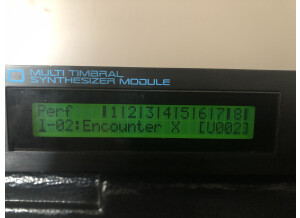 MULTI TIMBRAL
SYNTHESIZER MODULE
Perf |1|2|3|4|5|6|7|8|
I-02:Encounter X [U002]